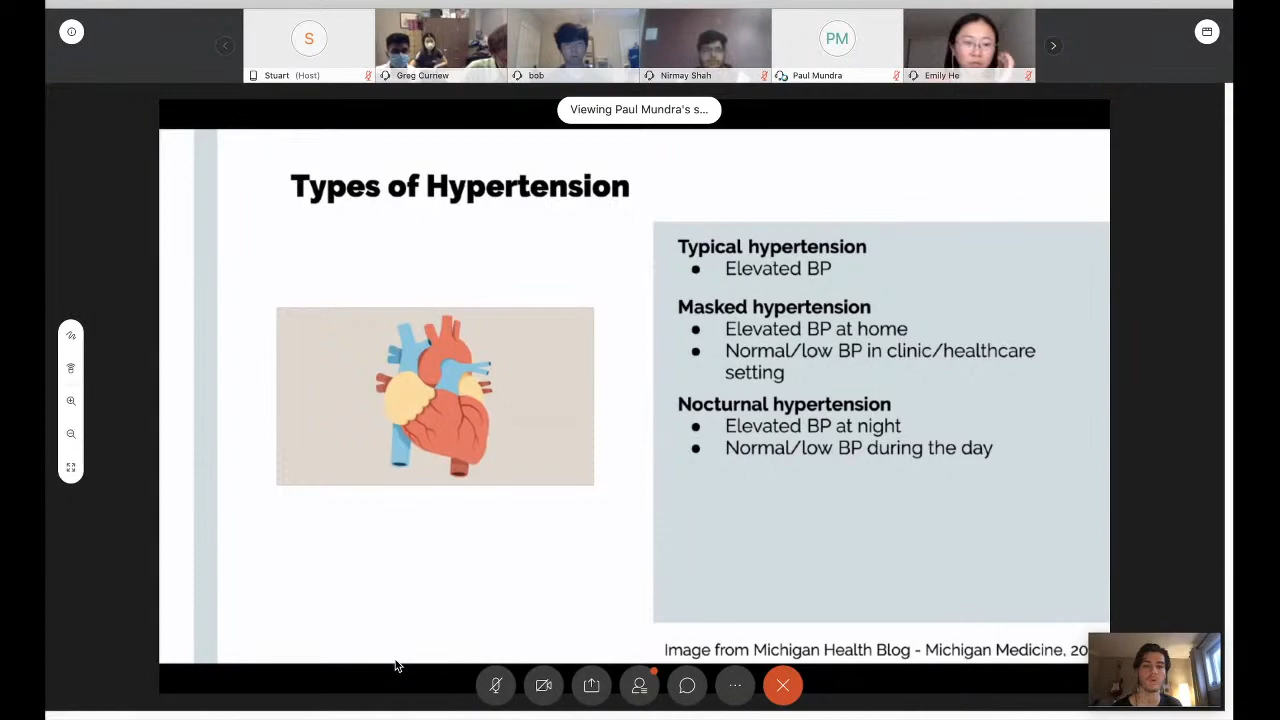 S
PM
Stuart (Host)
Greg Curnew
bob
Nirmay Shah
Paul Mundra
Emily He
Viewing Paul Mundra's s...
Types of Hypertension
Typical hypertension
● Elevated BP
Masked hypertension
● Elevated BP at home
● Normal/low BP in clinic/healthcare
setting
Nocturnal hypertension
● Elevated BP at night
● Normal/low BP during the day
Image from Michigan Health Blog - Michigan Medicine, 20